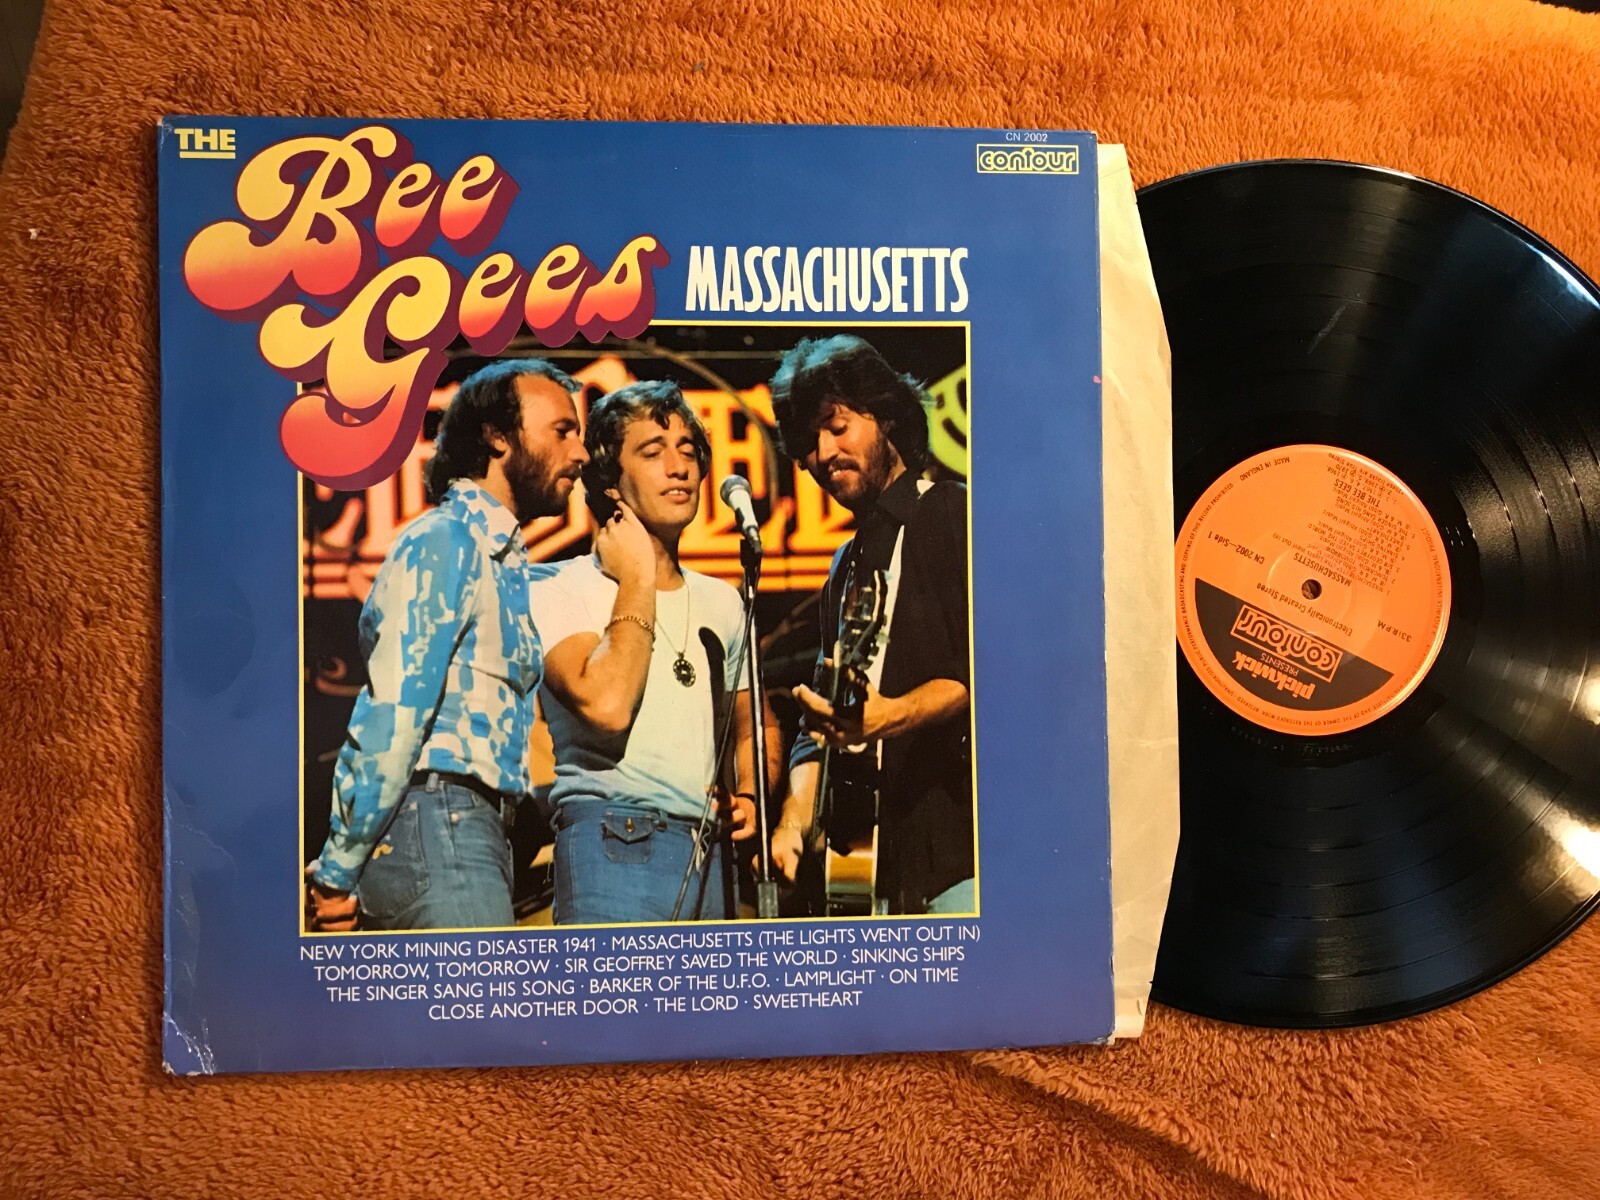 THE
Bee
Gees
MASSACHUSETTS
CN 2002
contour
NEW YORK MINING DISASTER 1941 · MASSACHUSETTS (THE LIGHTS WENT OUT IN)
TOMORROW, TOMORROW · SIR GEOFFREY SAVED THE WORLD · SINKING SHIPS
THE SINGER SANG HIS SONG · BARKER OF THE U.F.O. · LAMPLIGHT · ON TIME
CLOSE ANOTHER DOOR · THE LORD · SWEETHEART
pickwick
PRESENTS
contour
Electronically Created Stereo
33⅓ R.P.M.
MASSACHUSETTS
CN 2002—Side 1
THE BEE GEES
MADE IN ENGLAND